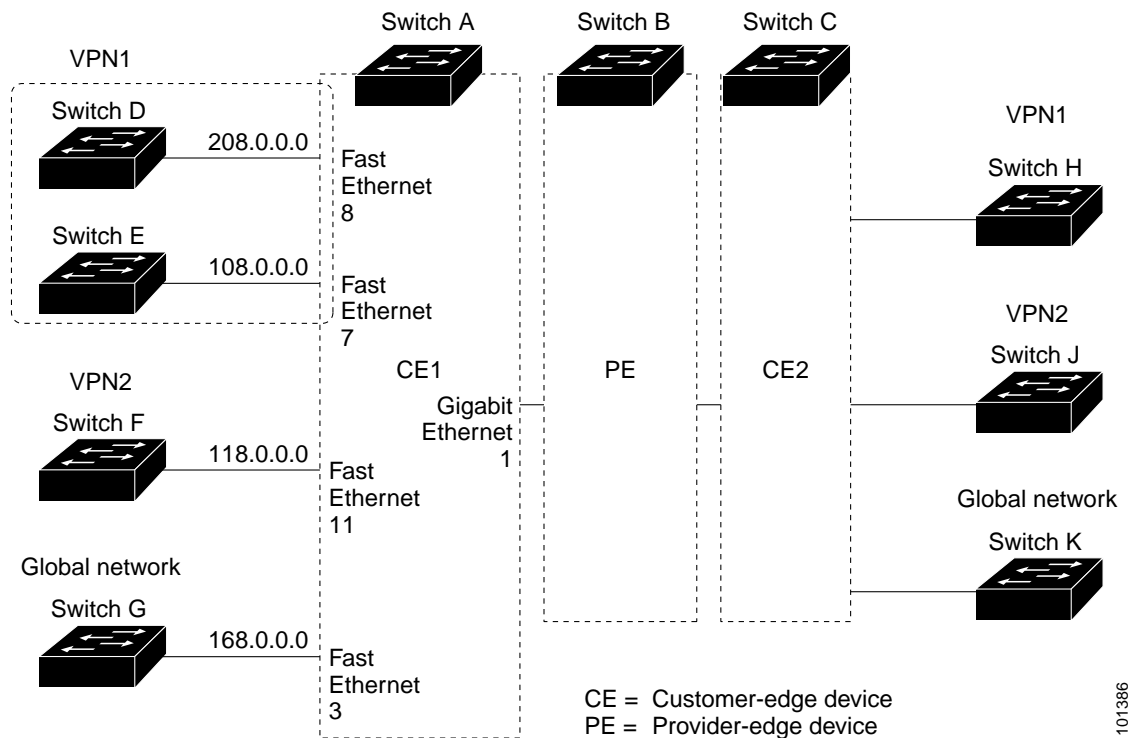 Switch A
Switch B
Switch C
VPN1
Switch D
208.0.0.0
Fast
Ethernet
8
Switch E
108.0.0.0
Fast
Ethernet
7
VPN2
Switch F
118.0.0.0
Fast
Ethernet
11
Global network
Switch G
168.0.0.0
Fast
Ethernet
3
CE1
Gigabit
Ethernet
1
PE
CE2
VPN1
Switch H
VPN2
Switch J
Global network
Switch K
CE = Customer-edge device
PE = Provider-edge device
101386